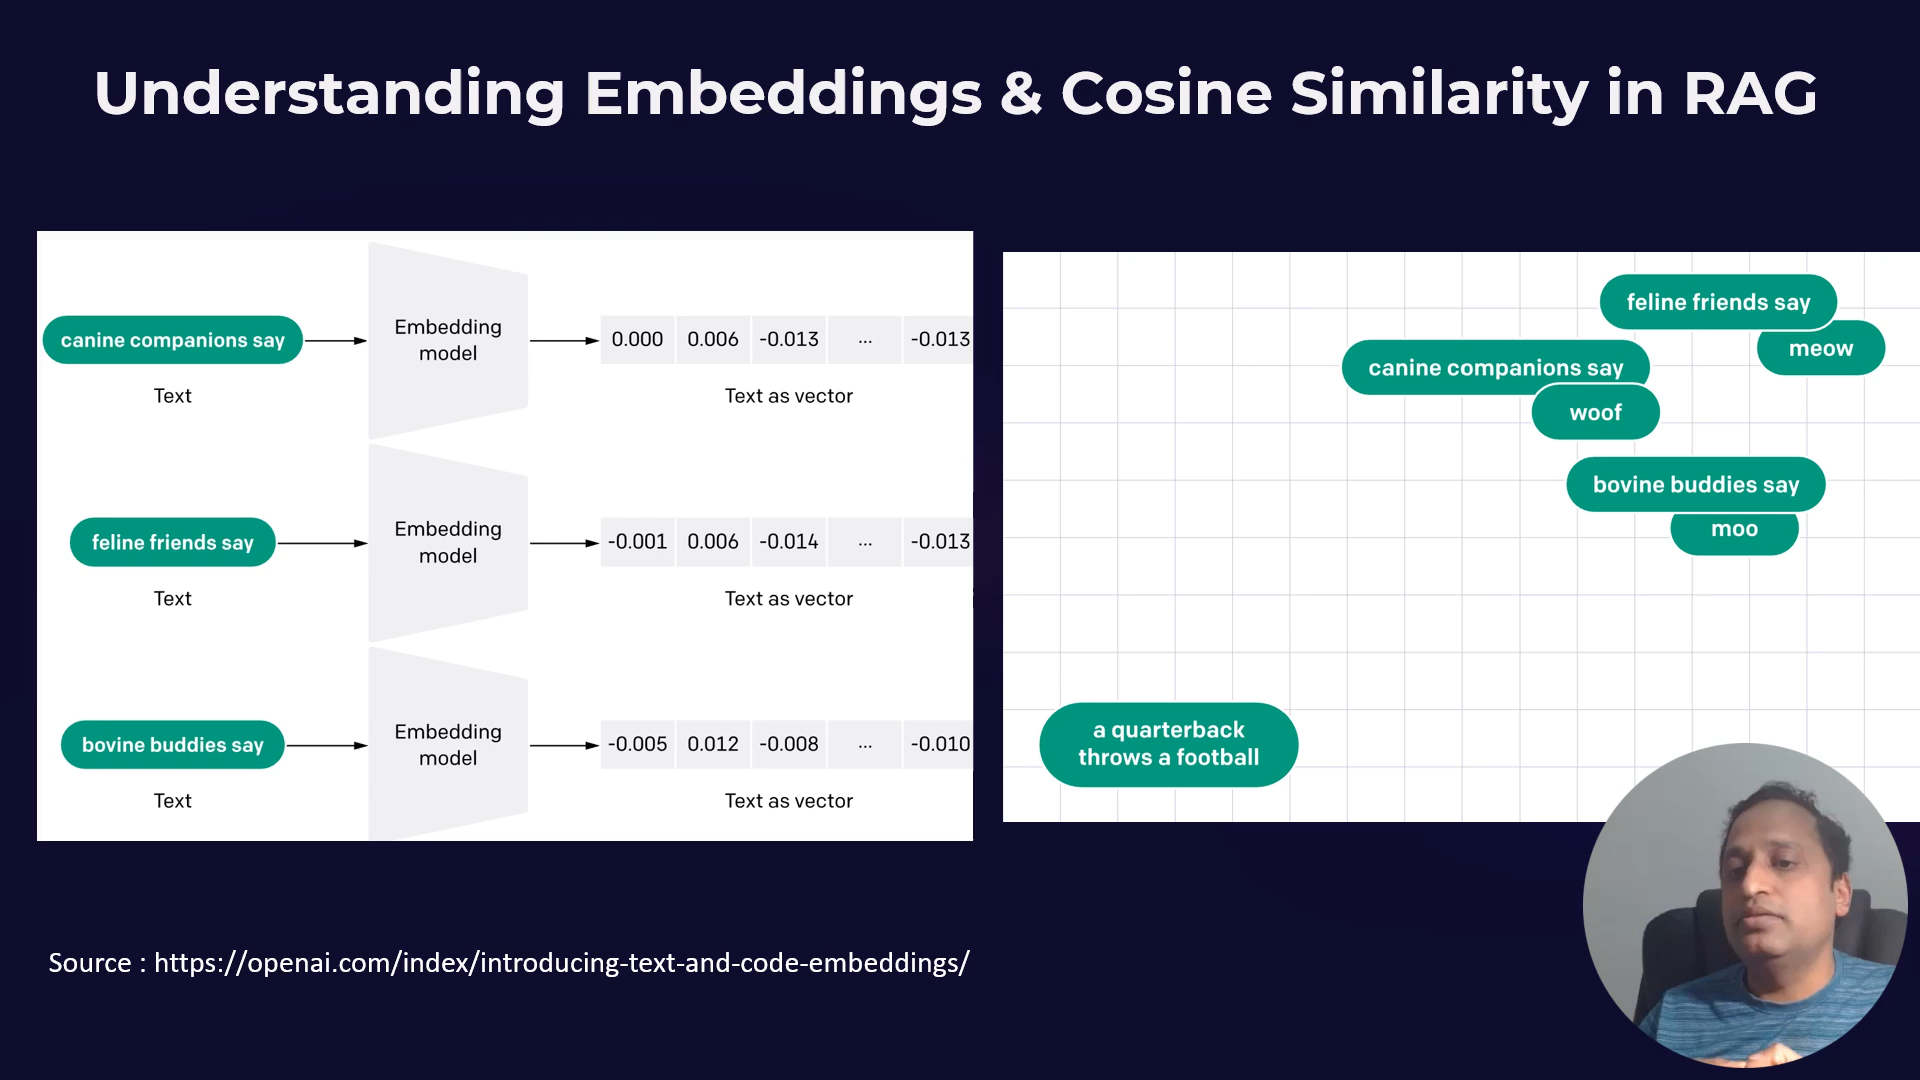 Understanding Embeddings & Cosine Similarity in RAG
canine companions say
Text
Embedding
model
0.000 0.006 -0.013 ... -0.013
Text as vector
feline friends say
Text
Embedding
model
-0.001 0.006 -0.014 ... -0.013
Text as vector
bovine buddies say
Text
Embedding
model
-0.005 0.012 -0.008 ... -0.010
Text as vector
feline friends say
meow
canine companions say
woof
bovine buddies say
moo
a quarterback
throws a football
Source : https://openai.com/index/introducing-text-and-code-embeddings/